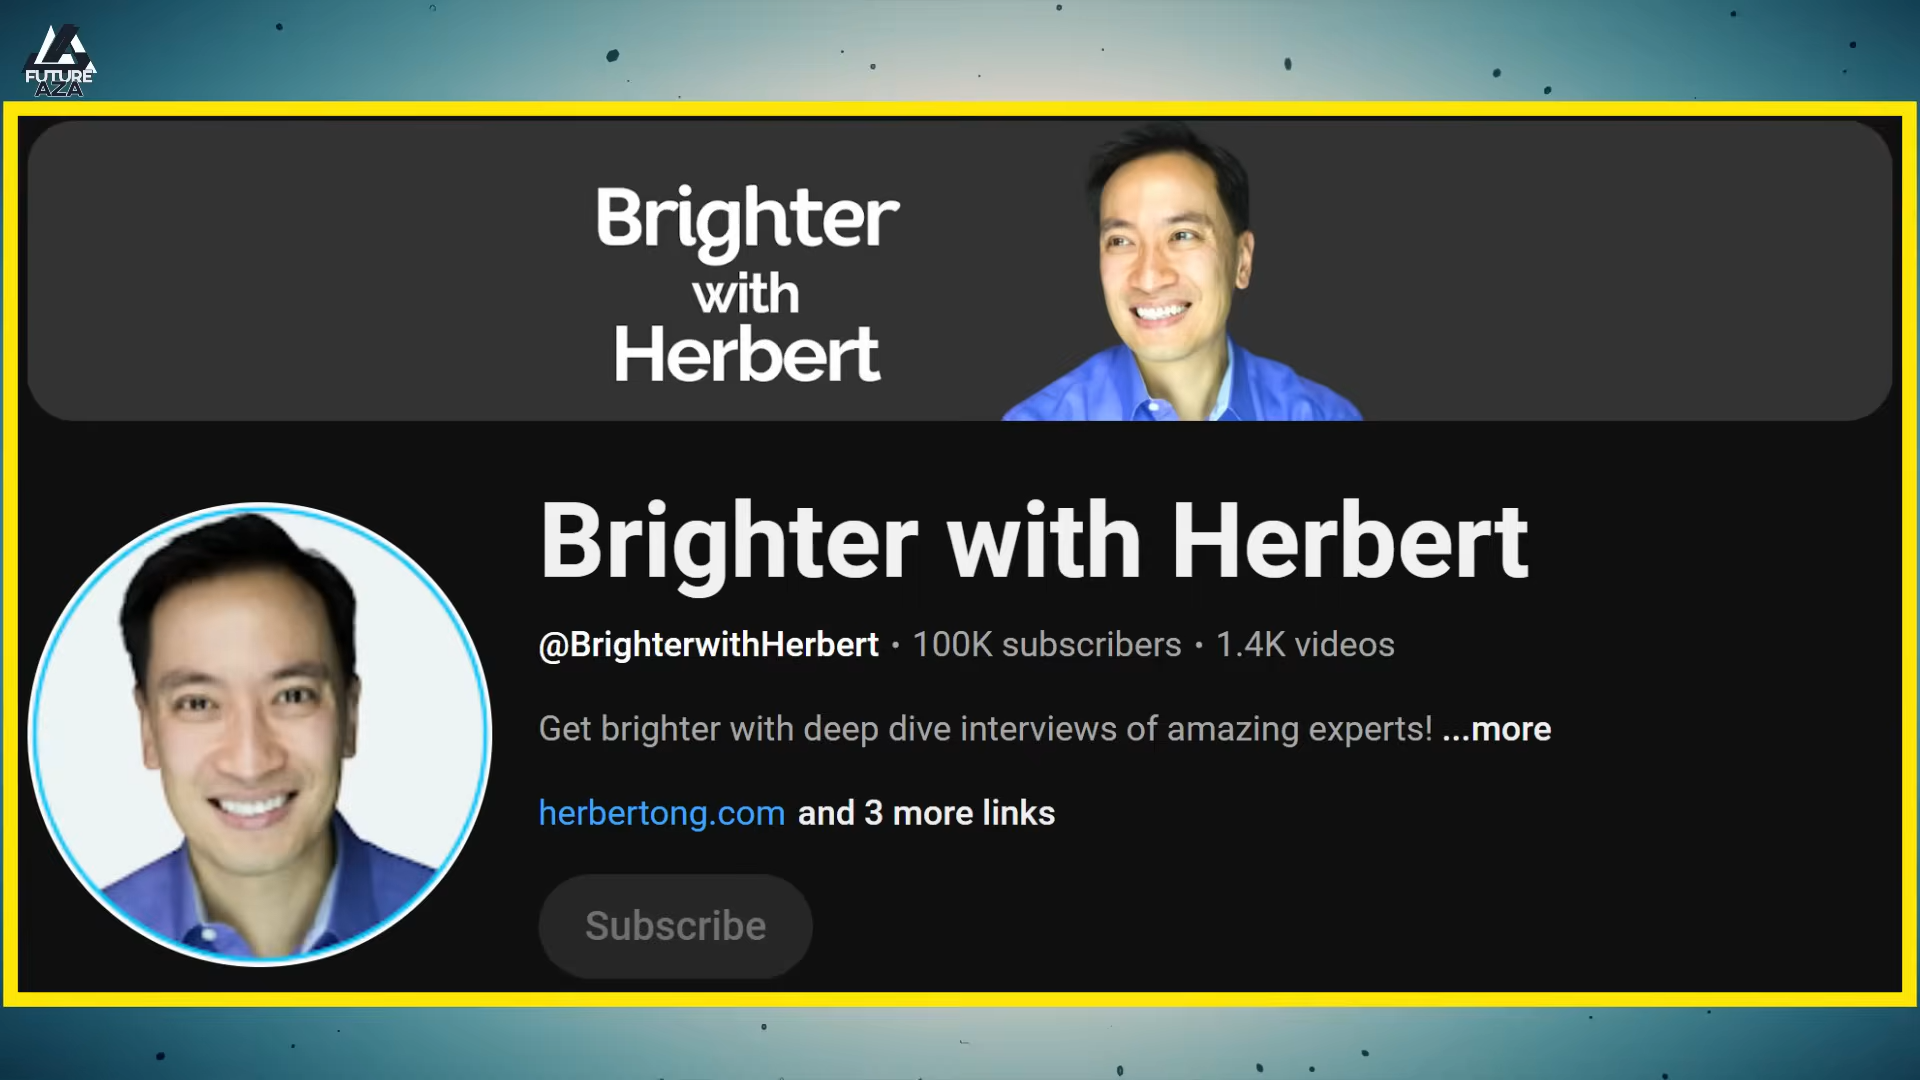 FUTURE
AZA
Brighter
with
Herbert
Brighter with Herbert
@BrighterwithHerbert • 100K subscribers • 1.4K videos
Get brighter with deep dive interviews of amazing experts! ...more
herbertong.com and 3 more links
Subscribe